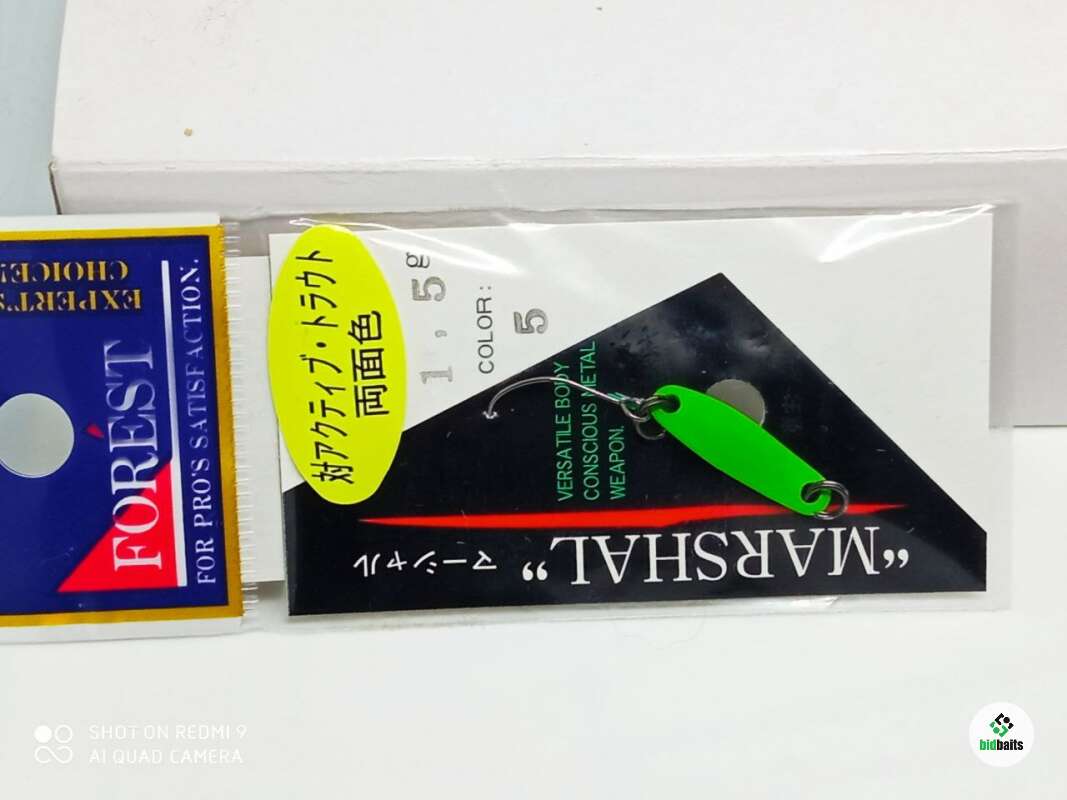 EXPERT'S
CHOICE!
FORÉST
FOR PRO'S SATISFACTION.
対アクティブ・トラウト
両面色
1,5g
COLOR:
5
VERSATILE BODY
CONSCIOUS METAL
WEAPON.
“MARSHAL”
マーシャル
SHOT ON REDMI 9
AI QUAD CAMERA
bidbaits